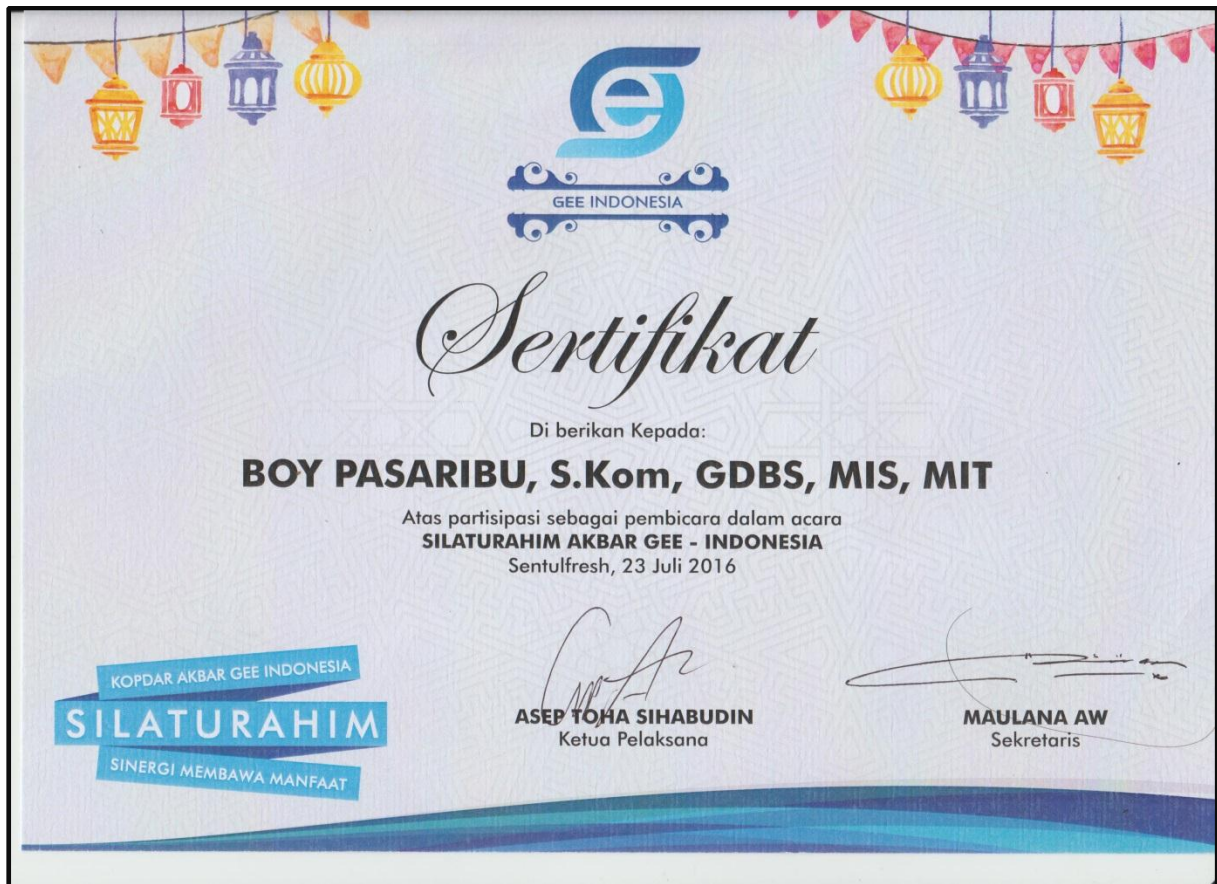 e
GEE INDONESIA
Sertifikat
Di berikan Kepada:
BOY PASARIBU, S.Kom, GDBS, MIS, MIT
Atas partisipasi sebagai pembicara dalam acara
SILATURAHIM AKBAR GEE - INDONESIA
Sentulfresh, 23 Juli 2016
ASEP TOHA SIHABUDIN
Ketua Pelaksana
MAULANA AW
Sekretaris
KOPDAR AKBAR GEE INDONESIA
SILATURAHIM
SINERGI MEMBAWA MANFAAT